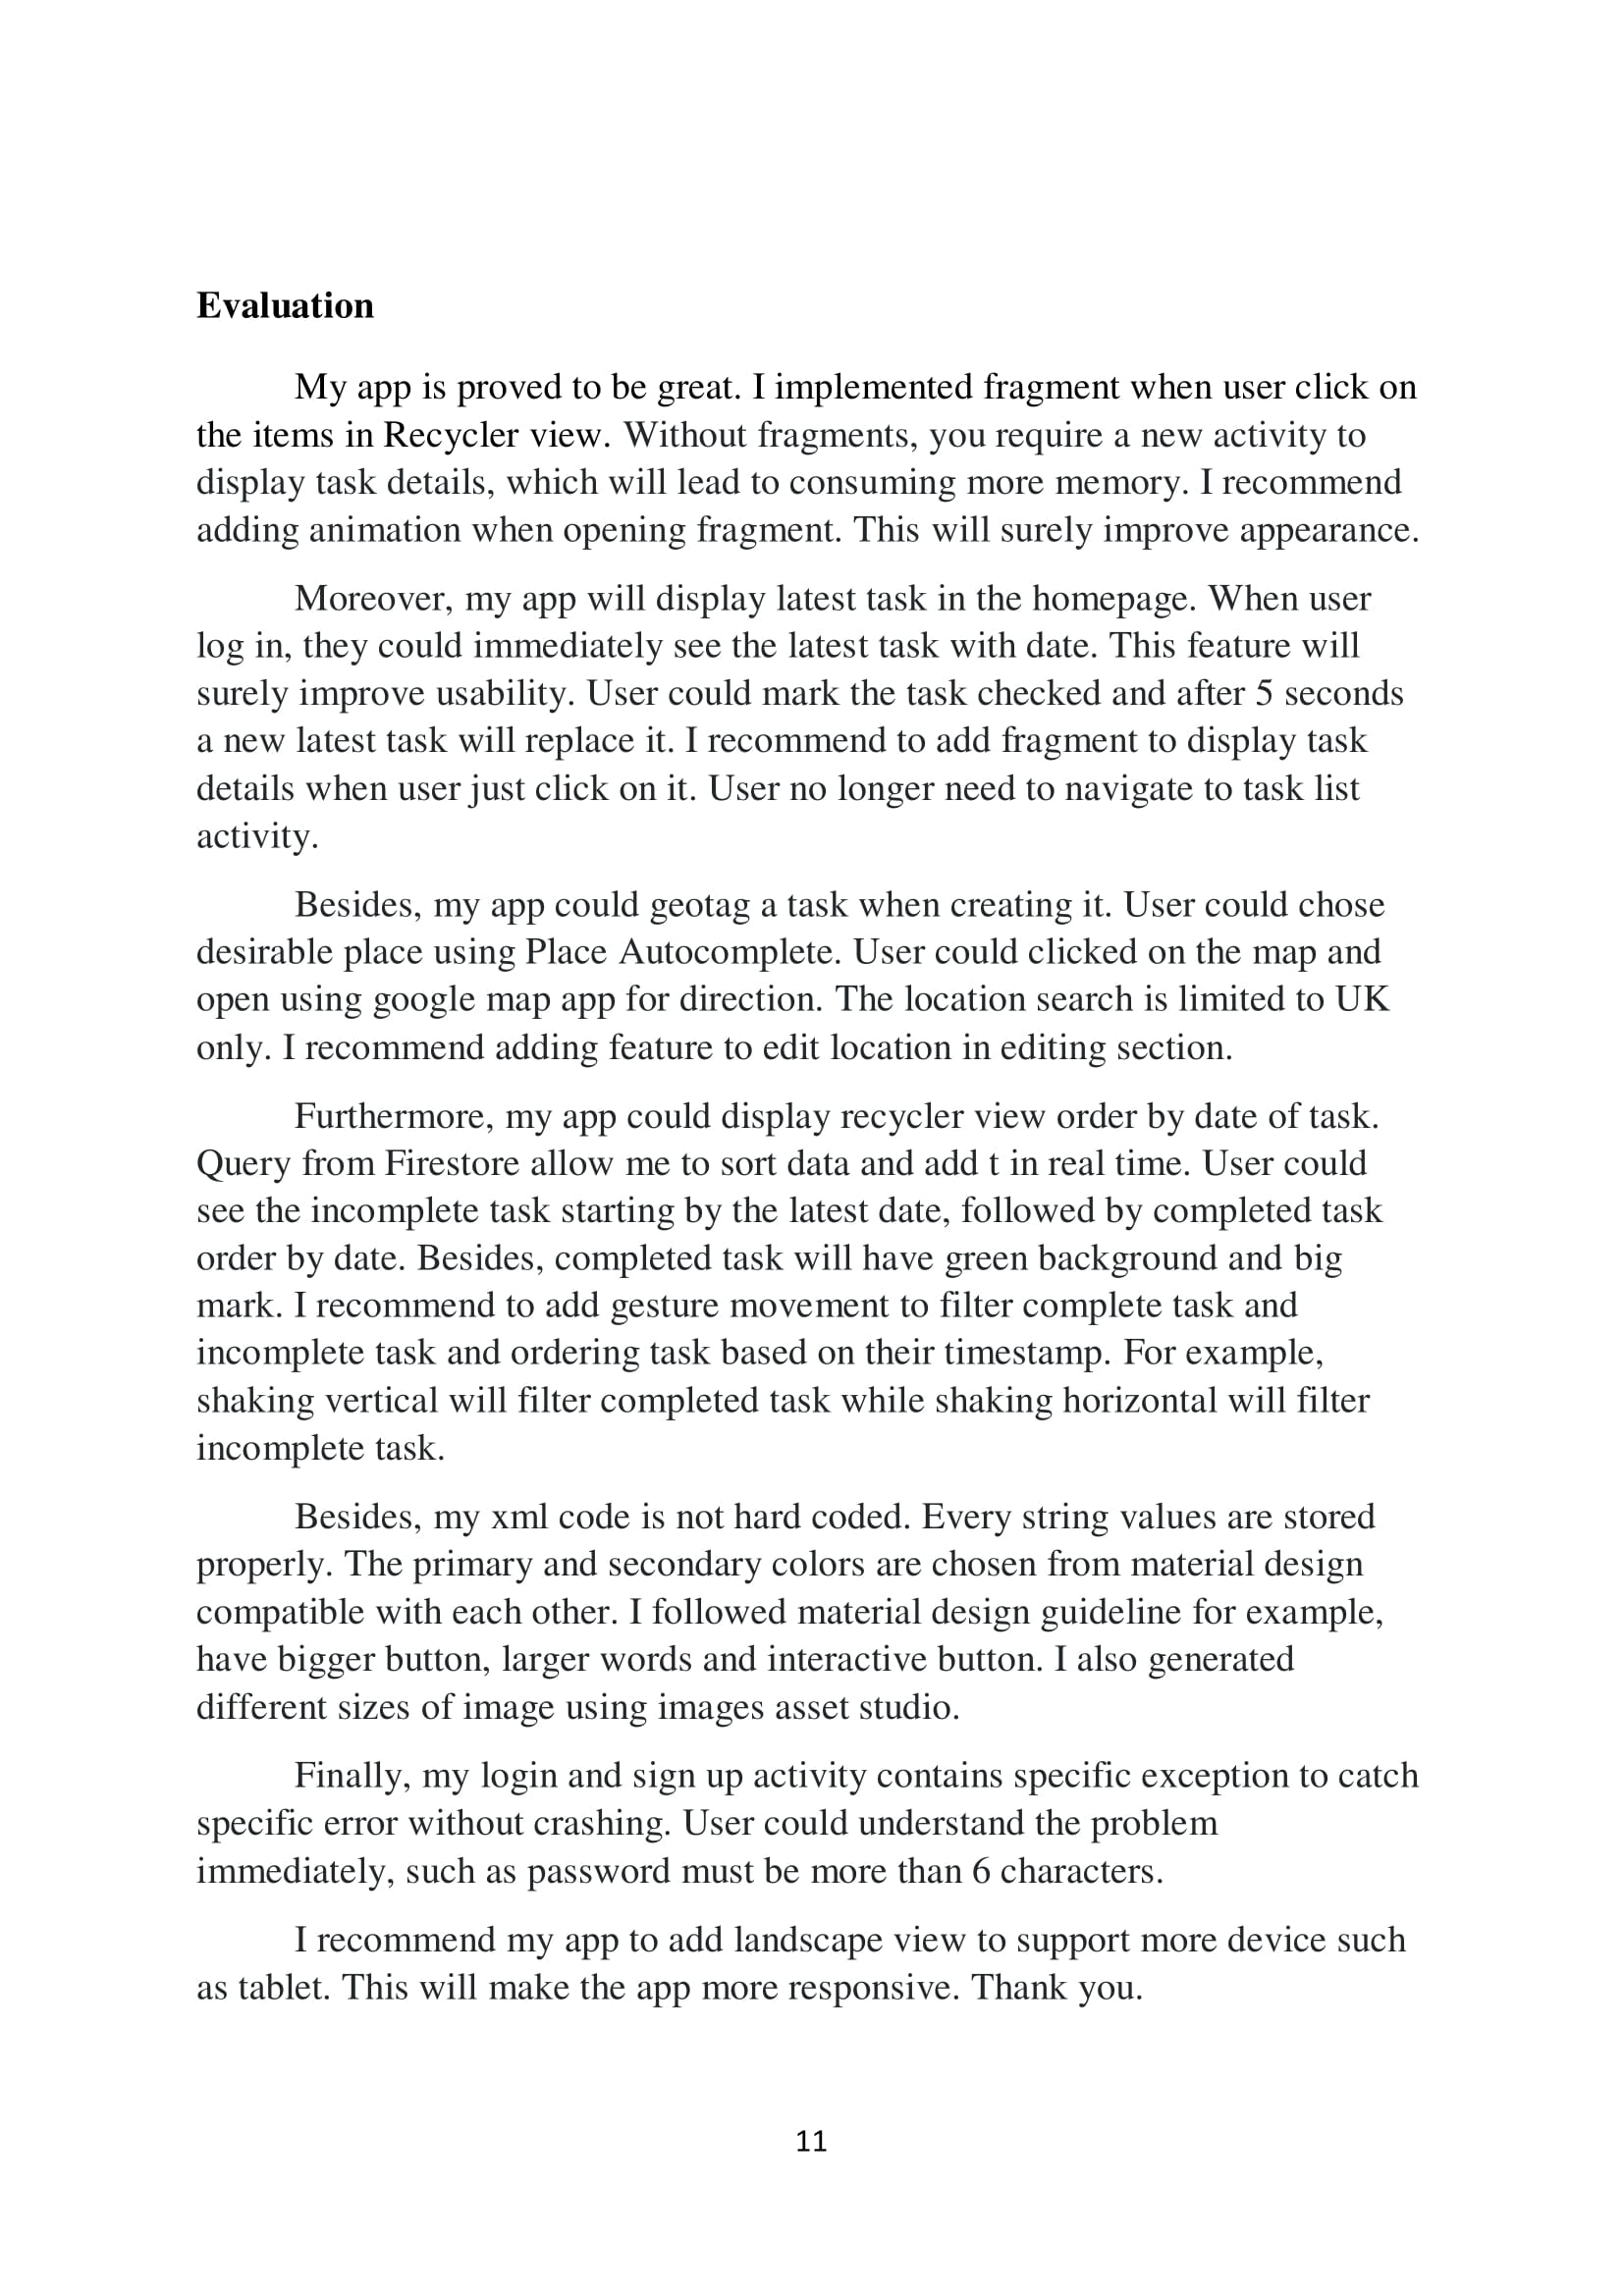 Evaluation
My app is proved to be great. I implemented fragment when user click on
the items in Recycler view. Without fragments, you require a new activity to
display task details, which will lead to consuming more memory. I recommend
adding animation when opening fragment. This will surely improve appearance.
Moreover, my app will display latest task in the homepage. When user
log in, they could immediately see the latest task with date. This feature will
surely improve usability. User could mark the task checked and after 5 seconds
a new latest task will replace it. I recommend to add fragment to display task
details when user just click on it. User no longer need to navigate to task list
activity.
Besides, my app could geotag a task when creating it. User could chose
desirable place using Place Autocomplete. User could clicked on the map and
open using google map app for direction. The location search is limited to UK
only. I recommend adding feature to edit location in editing section.
Furthermore, my app could display recycler view order by date of task.
Query from Firestore allow me to sort data and add t in real time. User could
see the incomplete task starting by the latest date, followed by completed task
order by date. Besides, completed task will have green background and big
mark. I recommend to add gesture movement to filter complete task and
incomplete task and ordering task based on their timestamp. For example,
shaking vertical will filter completed task while shaking horizontal will filter
incomplete task.
Besides, my xml code is not hard coded. Every string values are stored
properly. The primary and secondary colors are chosen from material design
compatible with each other. I followed material design guideline for example,
have bigger button, larger words and interactive button. I also generated
different sizes of image using images asset studio.
Finally, my login and sign up activity contains specific exception to catch
specific error without crashing. User could understand the problem
immediately, such as password must be more than 6 characters.
I recommend my app to add landscape view to support more device such
as tablet. This will make the app more responsive. Thank you.
11